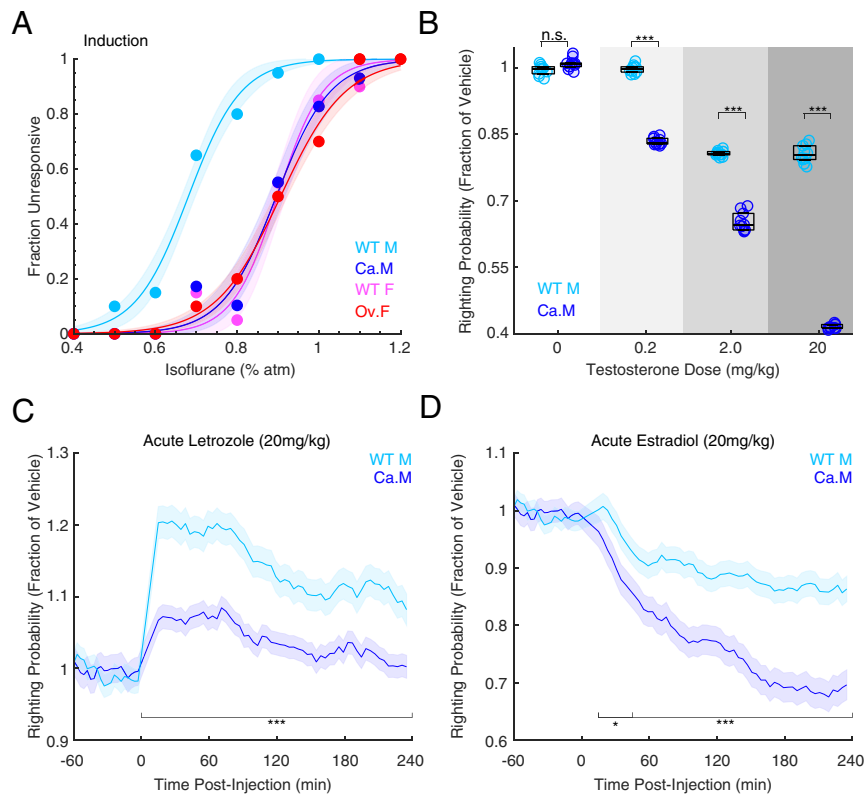 A
Induction
Fraction Unresponsive
1
0.8
0.6
0.4
0.2
0
WT M
Ca.M
WT F
Ov.F
0.4 0.6 0.8 1 1.2
Isoflurane (% atm)
B
Righting Probability (Fraction of Vehicle)
n.s.
***
***
***
1
0.85
0.7
0.55
0.4
WT M
Ca.M
0 0.2 2.0 20
Testosterone Dose (mg/kg)
C
Acute Letrozole (20mg/kg)
WT M
Ca.M
Righting Probability (Fraction of Vehicle)
1.3
1.2
1.1
1
0.9
***
-60 0 60 120 180 240
Time Post-Injection (min)
D
Acute Estradiol (20mg/kg)
WT M
Ca.M
Righting Probability (Fraction of Vehicle)
1.1
1
0.9
0.8
0.7
0.6
* ***
-60 0 60 120 180 240
Time Post-Injection (min)